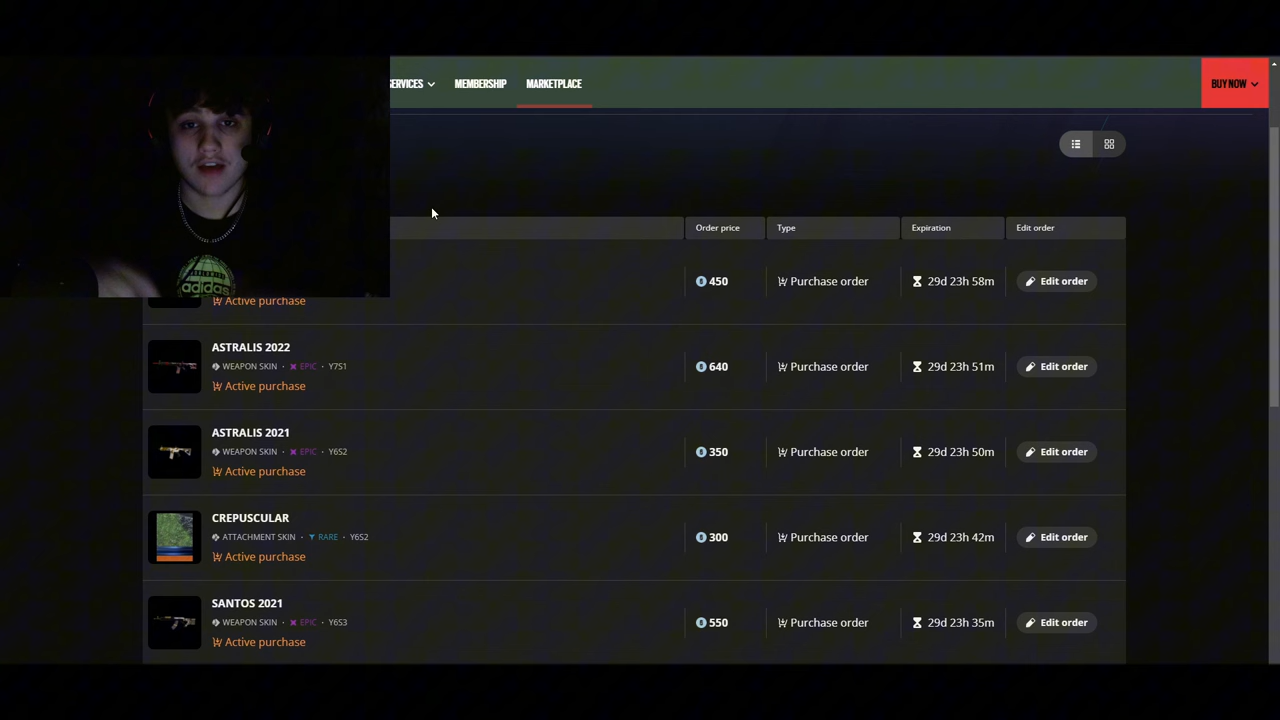 SERVICES MEMBERSHIP MARKETPLACE BUY NOW
Order price Type Expiration Edit order
450 Purchase order 29d 23h 58m Edit order
Active purchase
adidas
ASTRALIS 2022
WEAPON SKIN · EPIC · Y7S1
640 Purchase order 29d 23h 51m Edit order
Active purchase
ASTRALIS 2021
WEAPON SKIN · EPIC · Y6S2
350 Purchase order 29d 23h 50m Edit order
Active purchase
CREPUSCULAR
ATTACHMENT SKIN · RARE · Y6S2
300 Purchase order 29d 23h 42m Edit order
Active purchase
SANTOS 2021
WEAPON SKIN · EPIC · Y6S3
550 Purchase order 29d 23h 35m Edit order
Active purchase